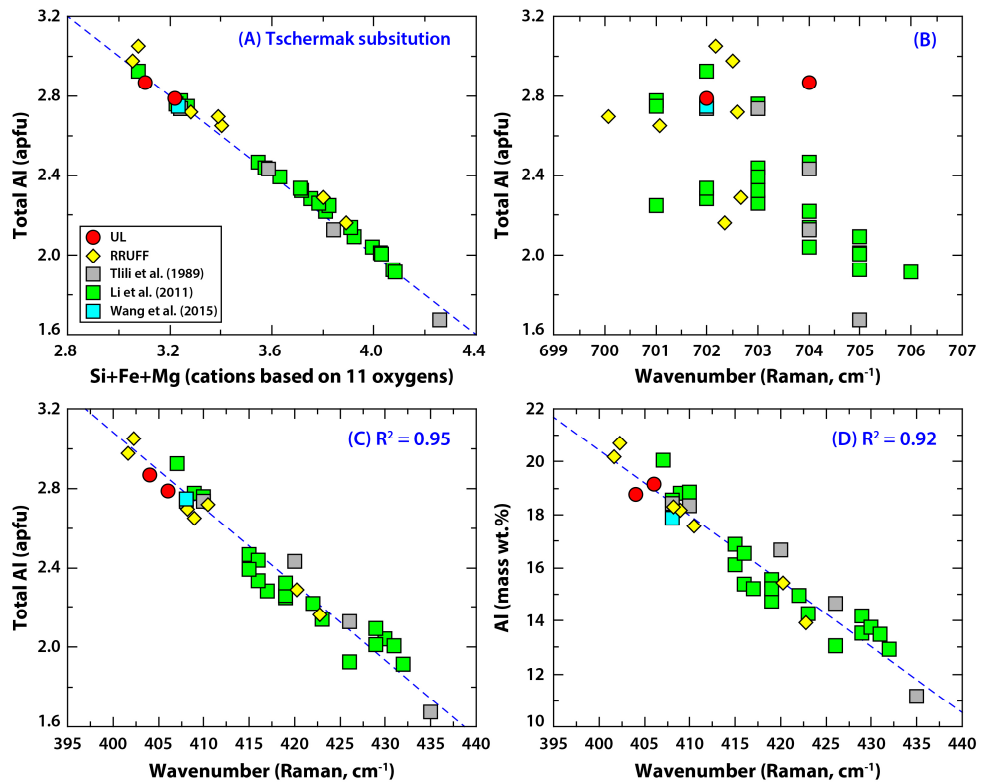 (A) Tschermak subsitution
Total Al (apfu)
3.2
2.8
2.4
2.0
1.6
UL
RRUFF
Tlili et al. (1989)
Li et al. (2011)
Wang et al. (2015)
2.8 3.2 3.6 4.0 4.4
Si+Fe+Mg (cations based on 11 oxygens)
(B)
Total Al (apfu)
3.2
2.8
2.4
2.0
1.6
699 700 701 702 703 704 705 706 707
Wavenumber (Raman, cm⁻¹)
(C) R² = 0.95
Total Al (apfu)
3.2
2.8
2.4
2.0
1.6
395 400 405 410 415 420 425 430 435 440
Wavenumber (Raman, cm⁻¹)
(D) R² = 0.92
Al (mass wt.%)
22
20
18
16
14
12
10
395 400 405 410 415 420 425 430 435 440
Wavenumber (Raman, cm⁻¹)